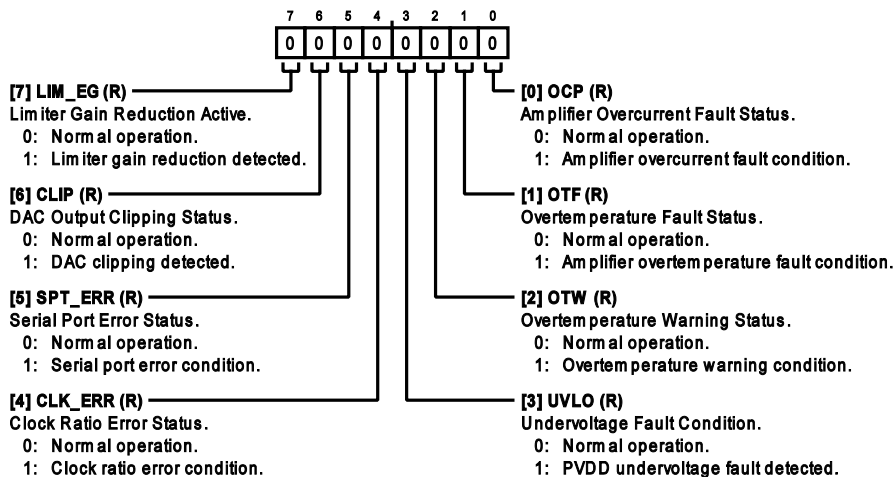 7 6 5 4 3 2 1 0
0 0 0 0 0 0 0 0
[7] LIM_EG (R)
Limiter Gain Reduction Active.
0: Normal operation.
1: Limiter gain reduction detected.
[6] CLIP (R)
DAC Output Clipping Status.
0: Normal operation.
1: DAC clipping detected.
[5] SPT_ERR (R)
Serial Port Error Status.
0: Normal operation.
1: Serial port error condition.
[4] CLK_ERR (R)
Clock Ratio Error Status.
0: Normal operation.
1: Clock ratio error condition.
[0] OCP (R)
Amplifier Overcurrent Fault Status.
0: Normal operation.
1: Amplifier overcurrent fault condition.
[1] OTF (R)
Overtemperature Fault Status.
0: Normal operation.
1: Amplifier overtemperature fault condition.
[2] OTW (R)
Overtemperature Warning Status.
0: Normal operation.
1: Overtemperature warning condition.
[3] UVLO (R)
Undervoltage Fault Condition.
0: Normal operation.
1: PVDD undervoltage fault detected.